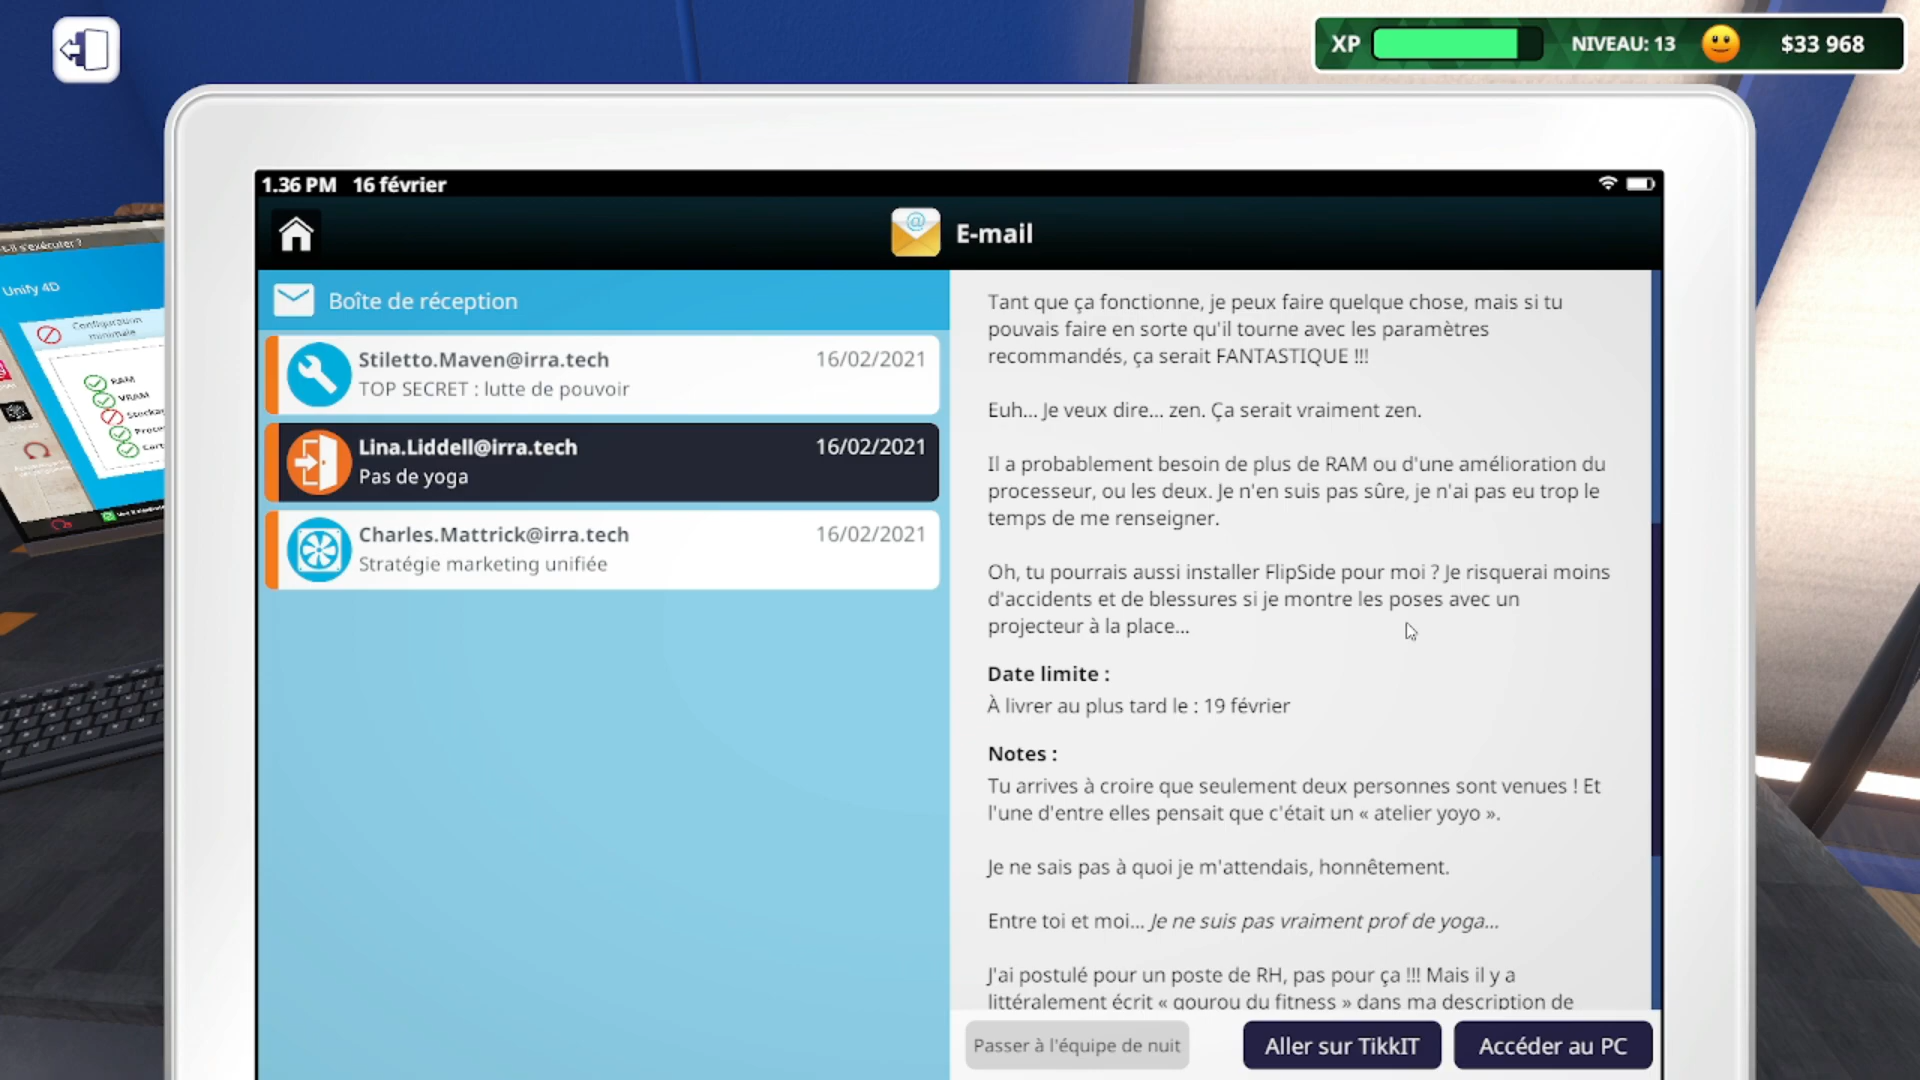 XP
NIVEAU: 13
$33 968
1.36 PM 16 février
E-mail
Boîte de réception
Stiletto.Maven@irra.tech 16/02/2021
TOP SECRET : lutte de pouvoir
Lina.Liddell@irra.tech 16/02/2021
Pas de yoga
Charles.Mattrick@irra.tech 16/02/2021
Stratégie marketing unifiée
Tant que ça fonctionne, je peux faire quelque chose, mais si tu
pouvais faire en sorte qu'il tourne avec les paramètres
recommandés, ça serait FANTASTIQUE !!!
Euh... Je veux dire... zen. Ça serait vraiment zen.
Il a probablement besoin de plus de RAM ou d'une amélioration du
processeur, ou les deux. Je n'en suis pas sûre, je n'ai pas eu trop le
temps de me renseigner.
Oh, tu pourrais aussi installer FlipSide pour moi ? Je risquerai moins
d'accidents et de blessures si je montre les poses avec un
projecteur à la place...
Date limite :
À livrer au plus tard le : 19 février
Notes :
Tu arrives à croire que seulement deux personnes sont venues ! Et
l'une d'entre elles pensait que c'était un « atelier yoyo ».
Je ne sais pas à quoi je m'attendais, honnêtement.
Entre toi et moi... Je ne suis pas vraiment prof de yoga...
J'ai postulé pour un poste de RH, pas pour ça !!! Mais il y a
littéralement écrit « gourou du fitness » dans ma description de
Passer à l'équipe de nuit
Aller sur TikkIT
Accéder au PC
s'exécuter ?
Unify 4D
Configuration
minimale
RAM
VRAM